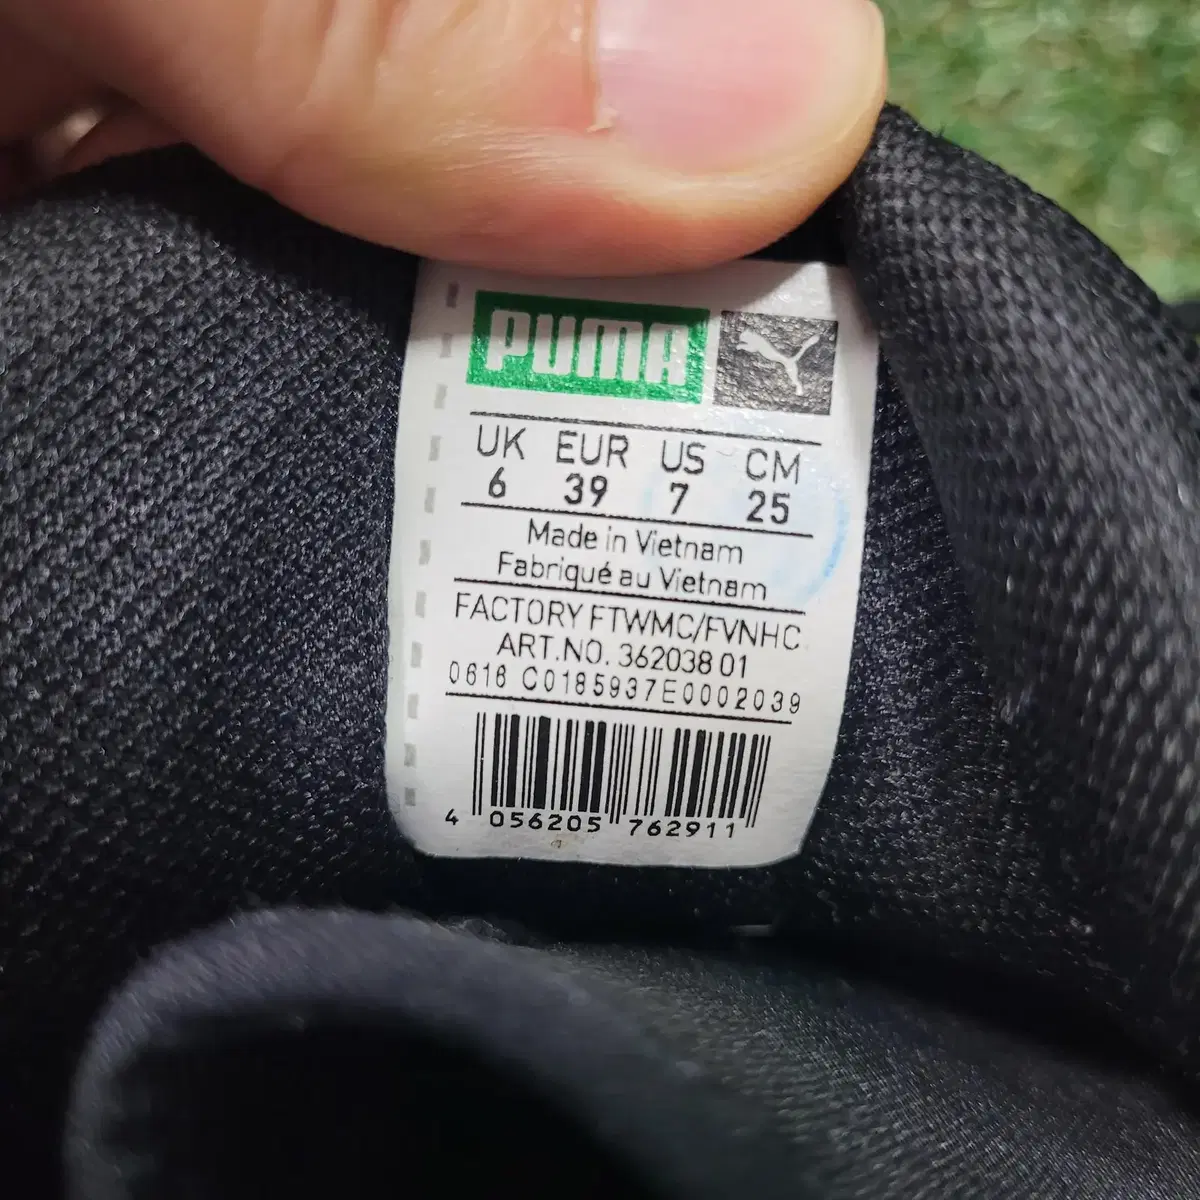 PUMA
UK EUR US CM
6 39 7 25
Made in Vietnam
Fabriqué au Vietnam
FACTORY FTWMC/FVNHC
ART.NO. 362038 01
0616 C0185937E0002039
4 056205 762911